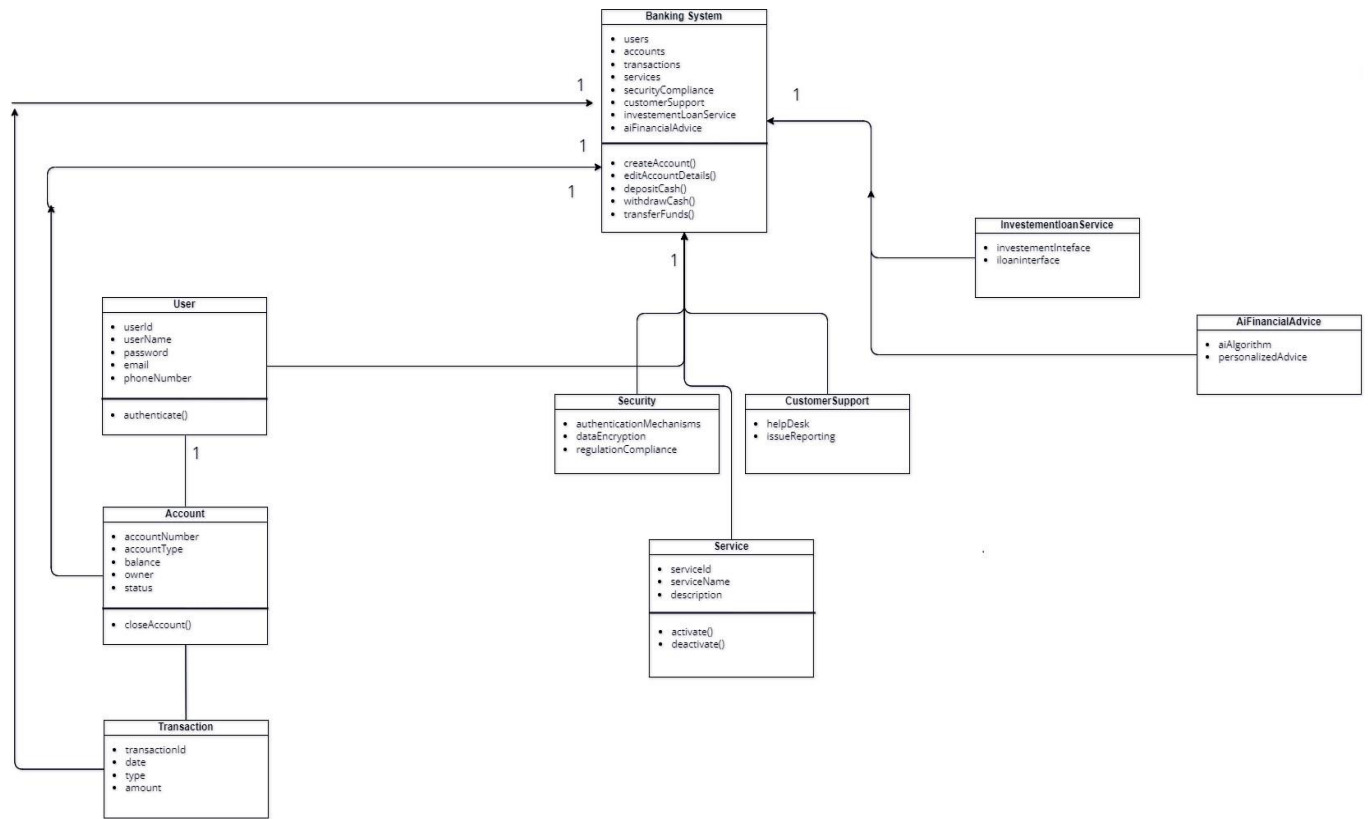 Banking System
users
accounts
transactions
services
securityCompliance
customerSupport
investementLoanService
aiFinancialAdvice
createAccount()
editAccountDetails()
depositCash()
withdrawCash()
transferFunds()
1
1
1
1
1
InvestementloanService
investementInteface
iloaninterface
AiFinancialAdvice
aiAlgorithm
personalizedAdvice
User
userId
userName
password
email
phoneNumber
authenticate()
1
Security
authenticationMechanisms
dataEncryption
regulationCompliance
CustomerSupport
helpDesk
issueReporting
Account
accountNumber
accountType
balance
owner
status
closeAccount()
Service
serviceId
serviceName
description
activate()
deactivate()
Transaction
transactionId
date
type
amount